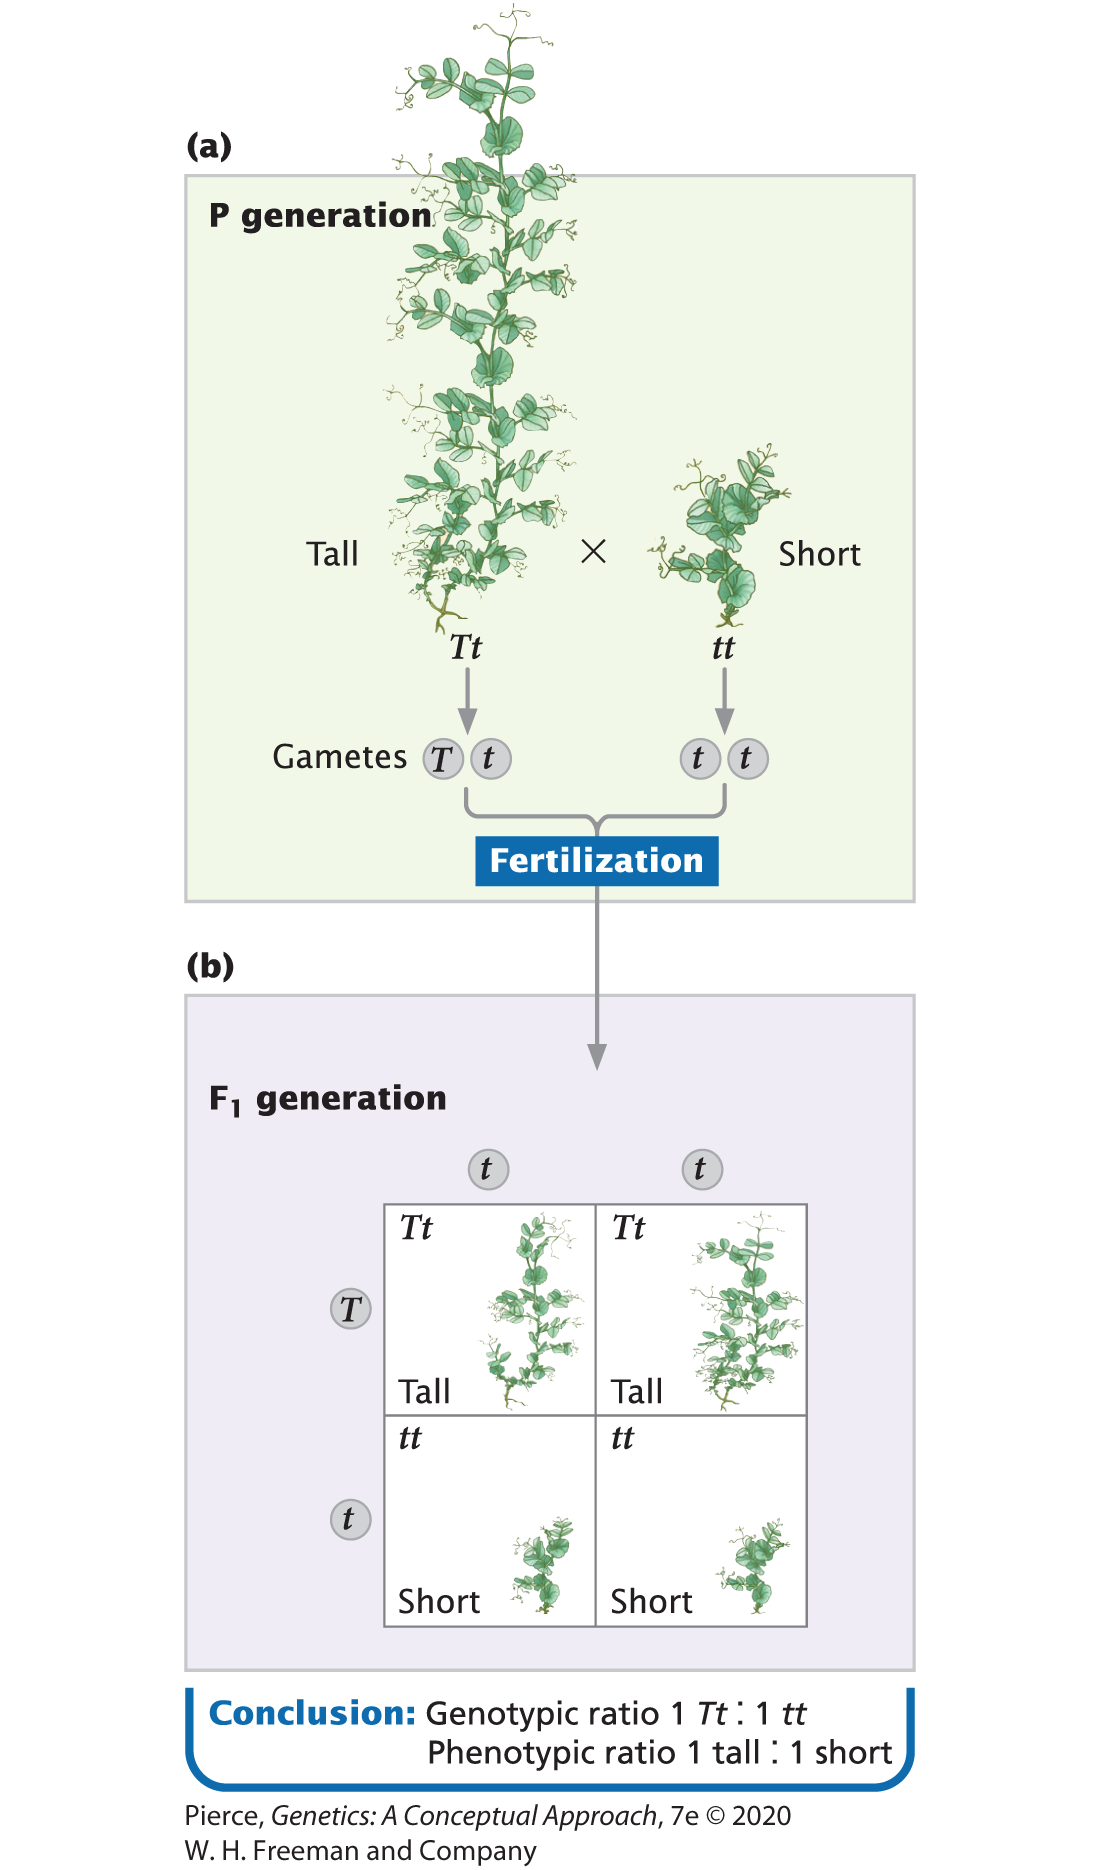 (a)
P generation
Tall
×
Short
Tt
tt
Gametes T t t t
Fertilization
(b)
F1 generation
t t
Tt Tt
T
Tall Tall
tt tt
t
Short Short
Conclusion: Genotypic ratio 1 Tt : 1 tt
Phenotypic ratio 1 tall : 1 short
Pierce, Genetics: A Conceptual Approach, 7e © 2020
W. H. Freeman and Company